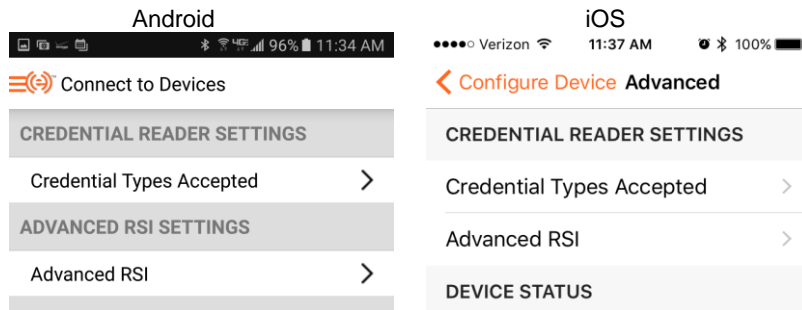 Android
96% 11:34 AM
Connect to Devices
CREDENTIAL READER SETTINGS
Credential Types Accepted
ADVANCED RSI SETTINGS
Advanced RSI
iOS
Verizon 11:37 AM 100%
Configure Device Advanced
CREDENTIAL READER SETTINGS
Credential Types Accepted
Advanced RSI
DEVICE STATUS